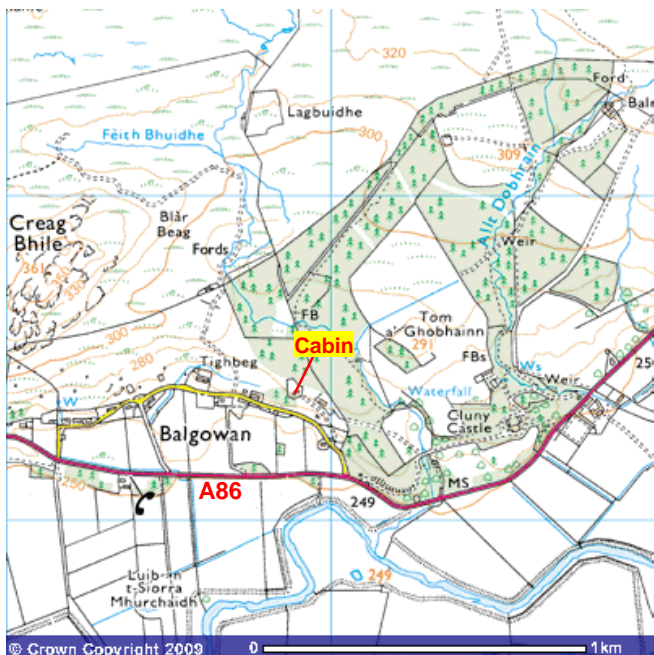 320
Ford
Lagbuidhe
Fèith Bhuidhe
300
309
Allt Dobhrain
Creag
Bhile
Blàr
Beag
361
330
Fords
Weir
300
280
FB
Tom
a' Ghobhainn
291
Cabin
Tighbeg
FBs
Ws
Weir
250
W
Waterfall
Balgowan
Cluny
Castle
250
A86
249
MS
Luib-an
t-Siorra
Mhurchaidh
249
© Crown Copyright 2009
0
1km